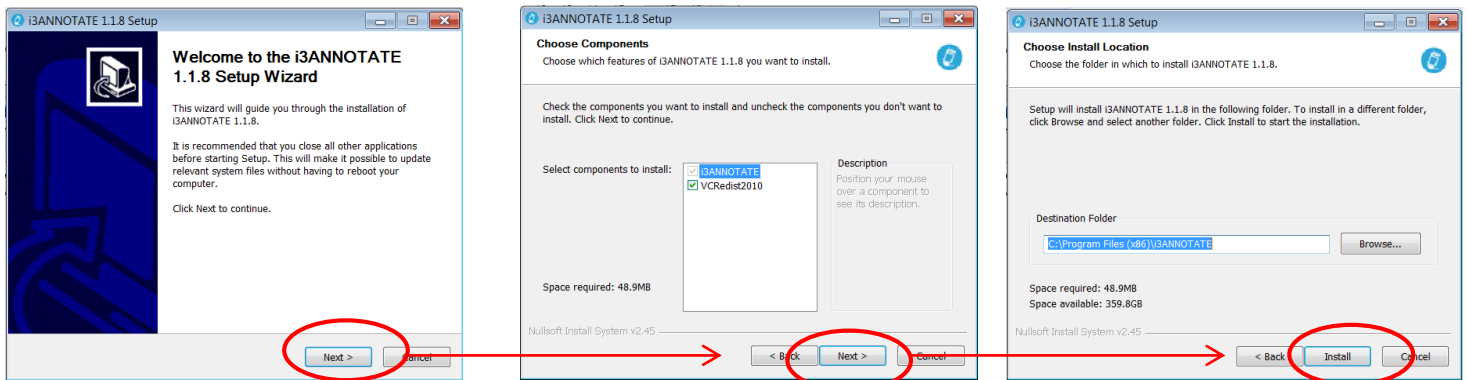 i3ANNOTATE 1.1.8 Setup
Welcome to the i3ANNOTATE
1.1.8 Setup Wizard
This wizard will guide you through the installation of
i3ANNOTATE 1.1.8.
It is recommended that you close all other applications
before starting Setup. This will make it possible to update
relevant system files without having to reboot your
computer.
Click Next to continue.
Next >
Cancel
i3ANNOTATE 1.1.8 Setup
Choose Components
Choose which features of i3ANNOTATE 1.1.8 you want to install.
Check the components you want to install and uncheck the components you don't want to
install. Click Next to continue.
Select components to install:
i3ANNOTATE
VCRedist2010
Description
Position your mouse
over a component to
see its description.
Space required: 48.9MB
Nullsoft Install System v2.45
< Back
Next >
Cancel
i3ANNOTATE 1.1.8 Setup
Choose Install Location
Choose the folder in which to install i3ANNOTATE 1.1.8.
Setup will install i3ANNOTATE 1.1.8 in the following folder. To install in a different folder,
click Browse and select another folder. Click Install to start the installation.
Destination Folder
C:\Program Files (x86)\i3ANNOTATE
Browse...
Space required: 48.9MB
Space available: 359.8GB
Nullsoft Install System v2.45
< Back
Install
Cancel